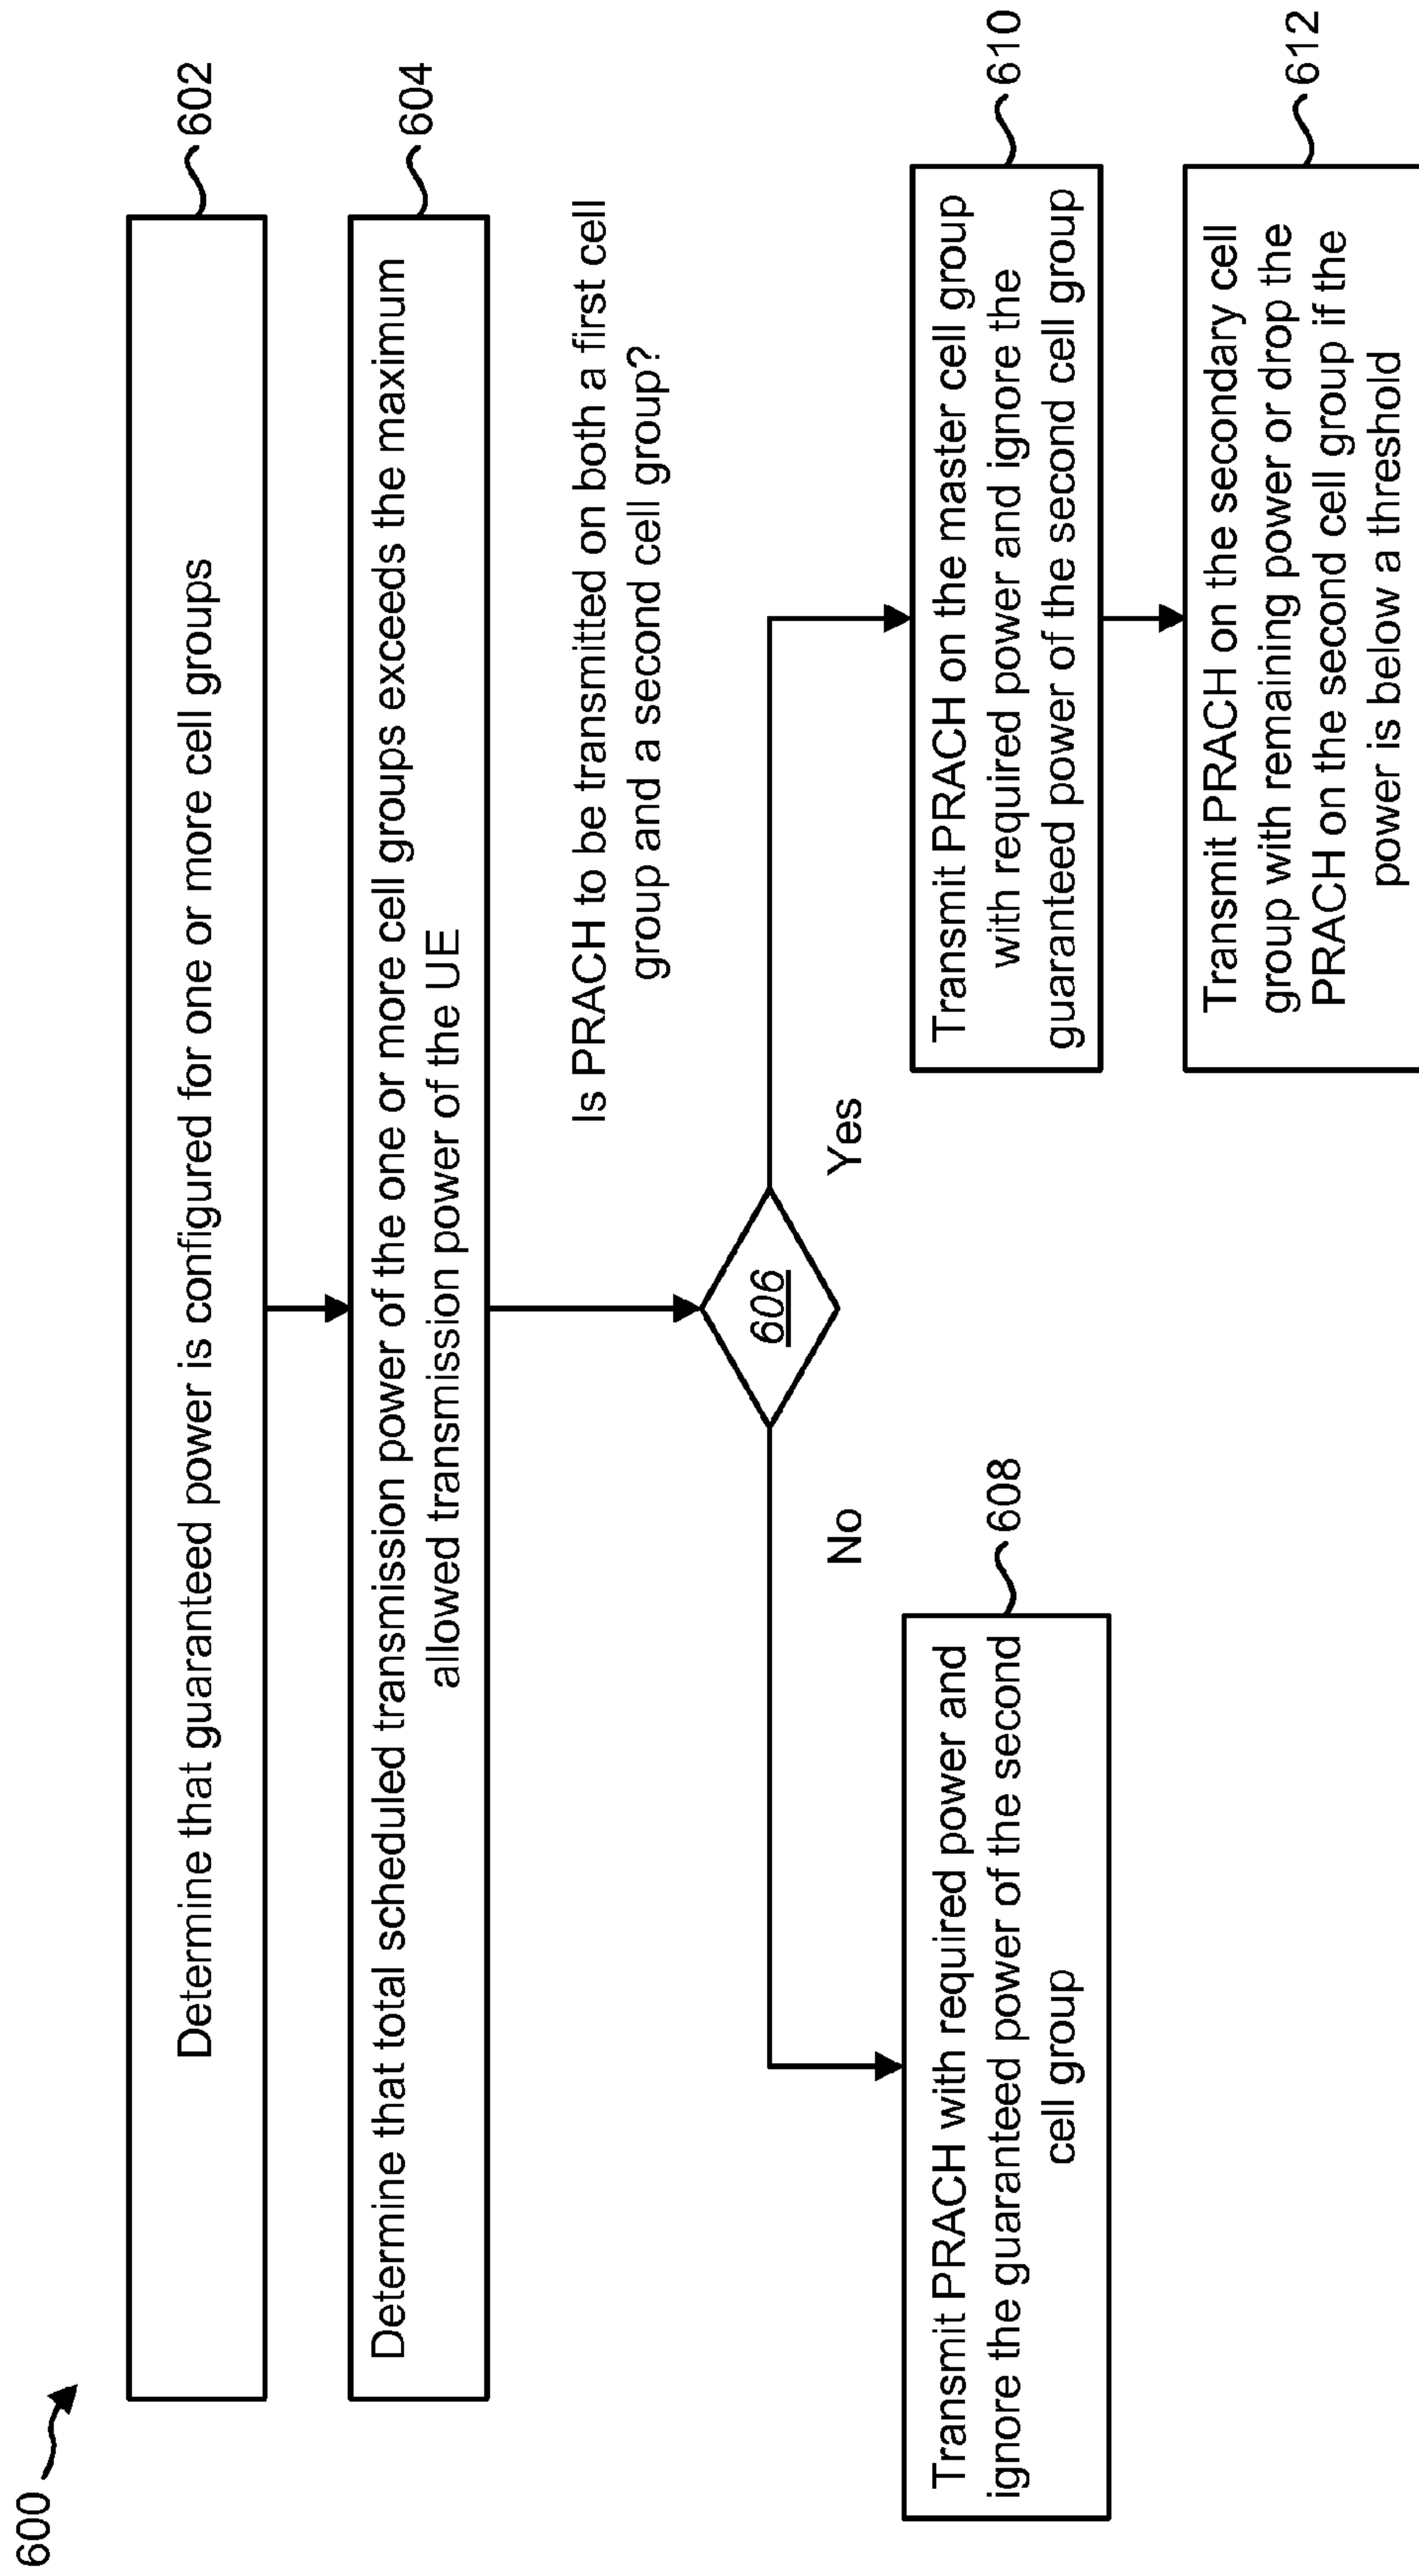 600
Determine that guaranteed power is configured for one or more cell groups
602
Determine that total scheduled transmission power of the one or more cell groups exceeds the maximum
allowed transmission power of the UE
604
Is PRACH to be transmitted on both a first cell
group and a second cell group?
606
No
Yes
608
Transmit PRACH with required power and
ignore the guaranteed power of the second
cell group
610
Transmit PRACH on the master cell group
with required power and ignore the
guaranteed power of the second cell group
612
Transmit PRACH on the secondary cell
group with remaining power or drop the
PRACH on the second cell group if the
power is below a threshold